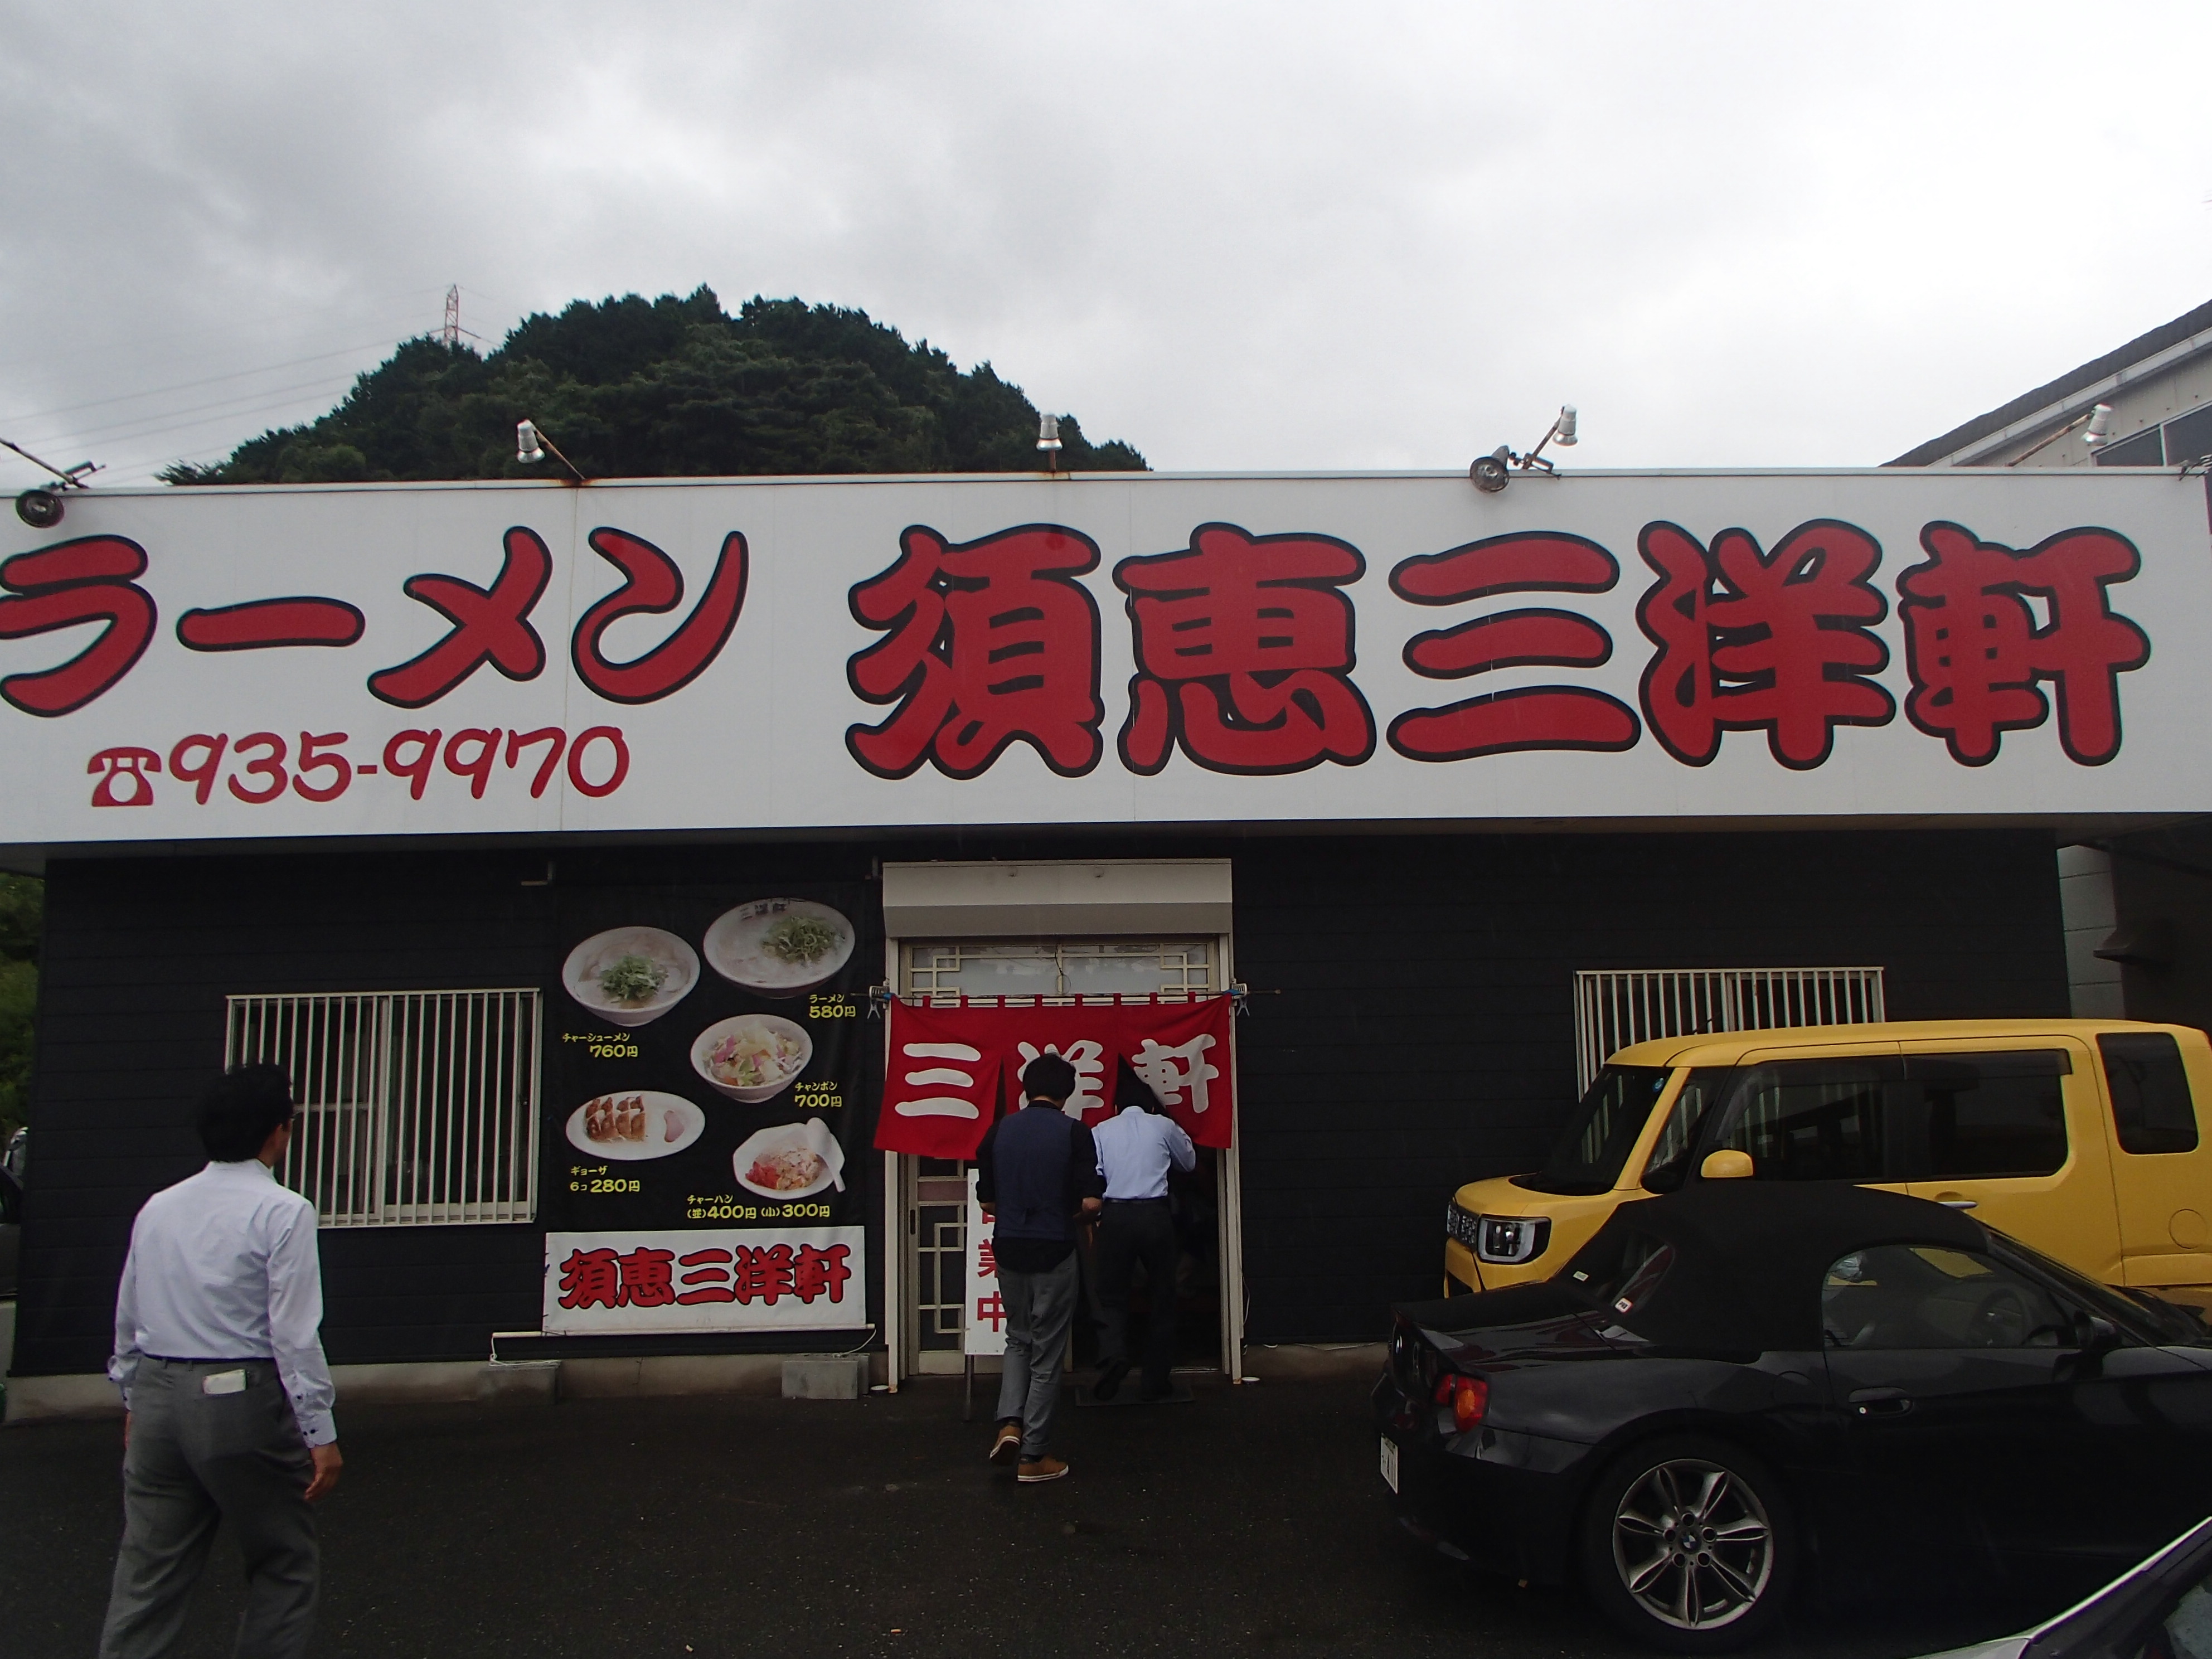 ラーメン 須恵三洋軒
☎935-9970
三洋軒
ラーメン
580円
チャーシューメン
760円
チャンポン
700円
ギョーザ
6コ280円
チャーハン
(並)400円(小)300円
須恵三洋軒
三洋軒
業中